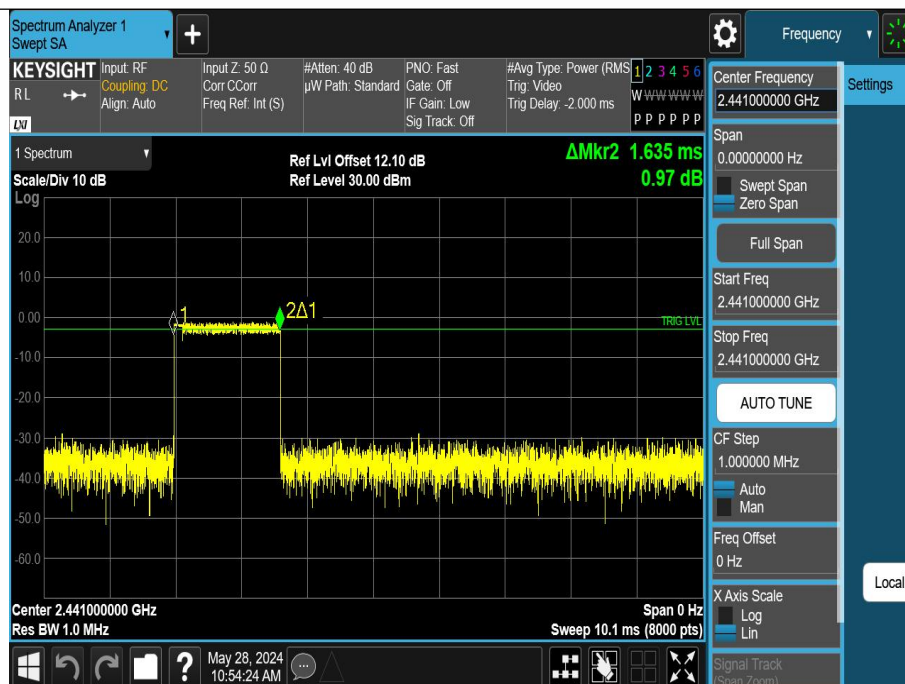 Spectrum Analyzer 1
Swept SA
+
Frequency
KEYSIGHT
RL
LXI
Input: RF
Coupling: DC
Align: Auto
Input Z: 50 Ω
Corr CCorr
Freq Ref: Int (S)
#Atten: 40 dB
µW Path: Standard
PNO: Fast
Gate: Off
IF Gain: Low
Sig Track: Off
#Avg Type: Power (RMS
Trig: Video
Trig Delay: -2.000 ms
1 2 3 4 5 6
W W W W W W
P P P P P P
1 Spectrum
Scale/Div 10 dB
Log
Ref Lvl Offset 12.10 dB
Ref Level 30.00 dBm
ΔMkr2 1.635 ms
0.97 dB
20.0
10.0
0.00
-10.0
-20.0
-30.0
-40.0
-50.0
-60.0
1
2Δ1
TRIG LVL
Center 2.441000000 GHz
Res BW 1.0 MHz
Span 0 Hz
Sweep 10.1 ms (8000 pts)
Center Frequency
2.441000000 GHz
Span
0.00000000 Hz
Swept Span
Zero Span
Full Span
Start Freq
2.441000000 GHz
Stop Freq
2.441000000 GHz
AUTO TUNE
CF Step
1.000000 MHz
Auto
Man
Freq Offset
0 Hz
X Axis Scale
Log
Lin
Signal Track
(Span Zoom)
Settings
Local
?
May 28, 2024
10:54:24 AM